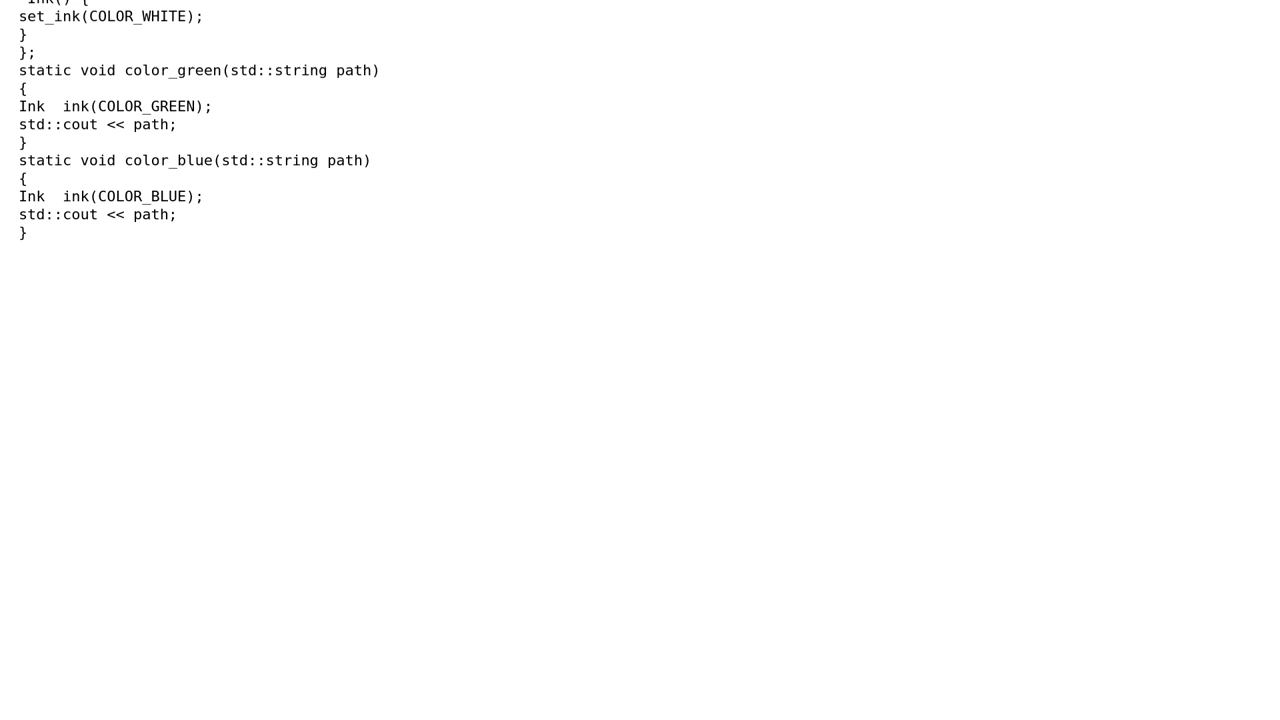 Ink() {
set_ink(COLOR_WHITE);
}
};
static void color_green(std::string path)
{
Ink  ink(COLOR_GREEN);
std::cout << path;
}
static void color_blue(std::string path)
{
Ink  ink(COLOR_BLUE);
std::cout << path;
}